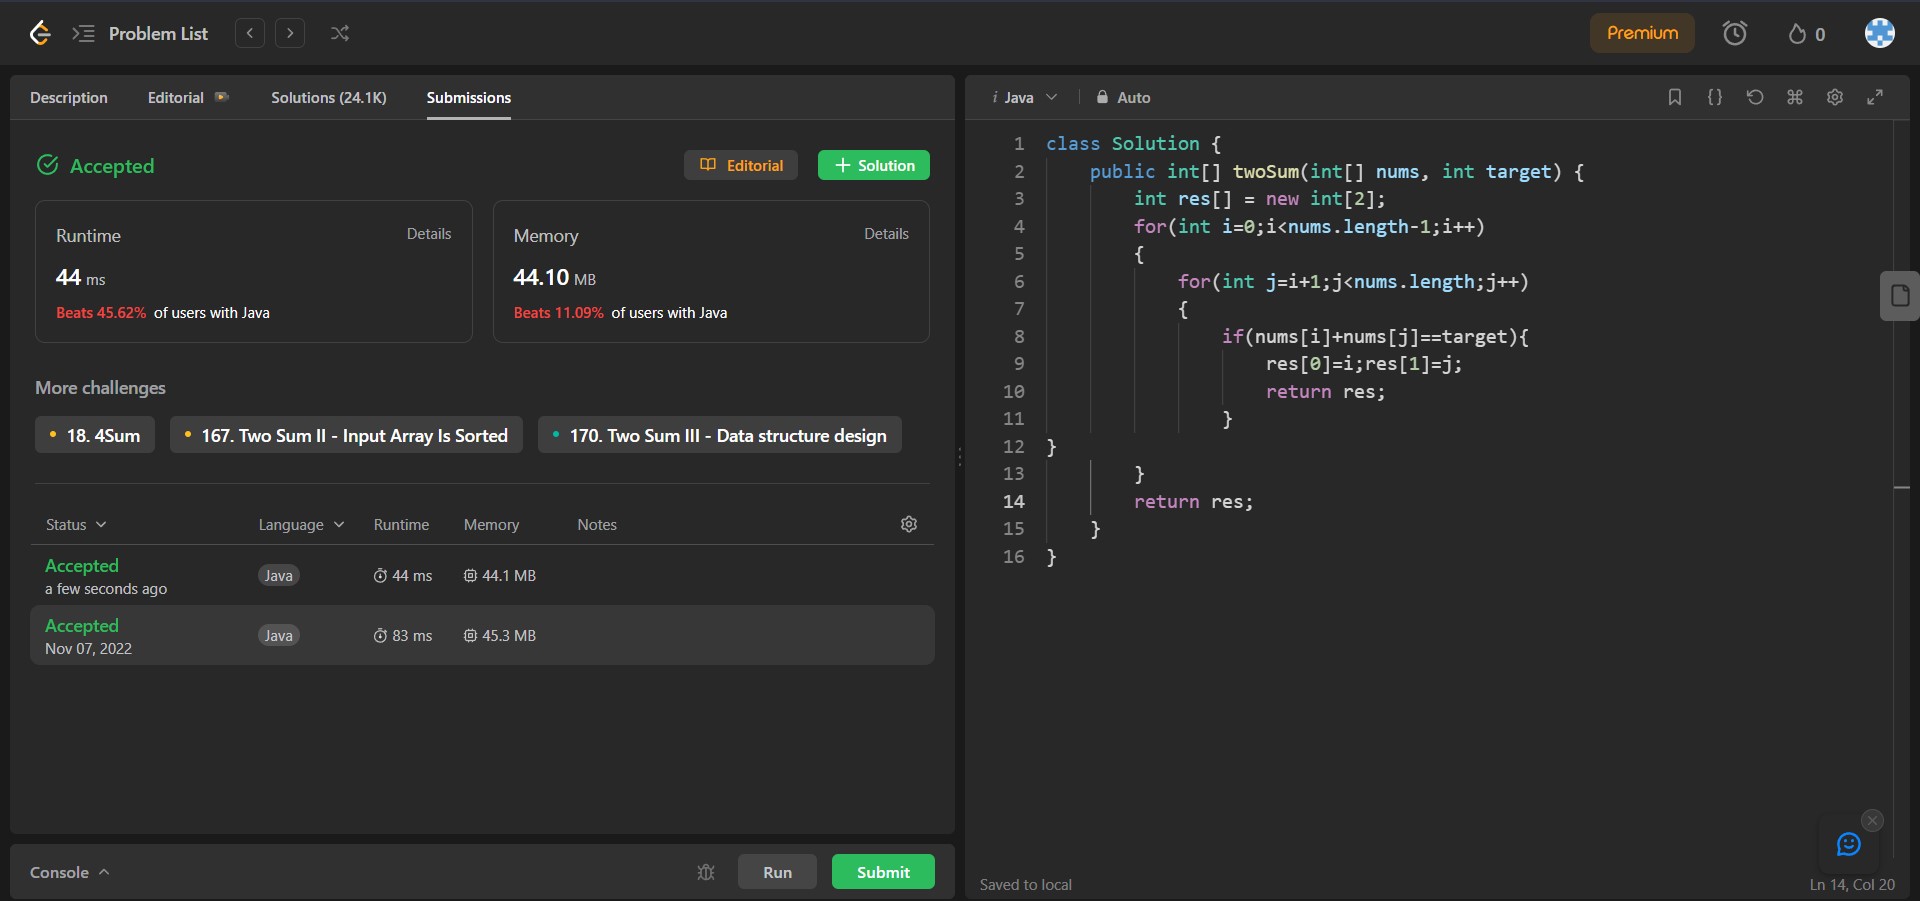 Problem List
Premium
0
Description Editorial Solutions (24.1K) Submissions
Accepted
Editorial
+ Solution
Runtime Details
44 ms
Beats 45.62% of users with Java
Memory Details
44.10 MB
Beats 11.09% of users with Java
More challenges
18. 4Sum
167. Two Sum II - Input Array Is Sorted
170. Two Sum III - Data structure design
Status Language Runtime Memory Notes
Accepted
a few seconds ago
Java 44 ms 44.1 MB
Accepted
Nov 07, 2022
Java 83 ms 45.3 MB
Console
Run
Submit
i Java Auto
{}
1 class Solution {
2     public int[] twoSum(int[] nums, int target) {
3         int res[] = new int[2];
4         for(int i=0;i<nums.length-1;i++)
5         {
6             for(int j=i+1;j<nums.length;j++)
7             {
8                 if(nums[i]+nums[j]==target){
9                     res[0]=i;res[1]=j;
10                     return res;
11                 }
12 }
13         }
14         return res;
15     }
16 }
Saved to local
Ln 14, Col 20